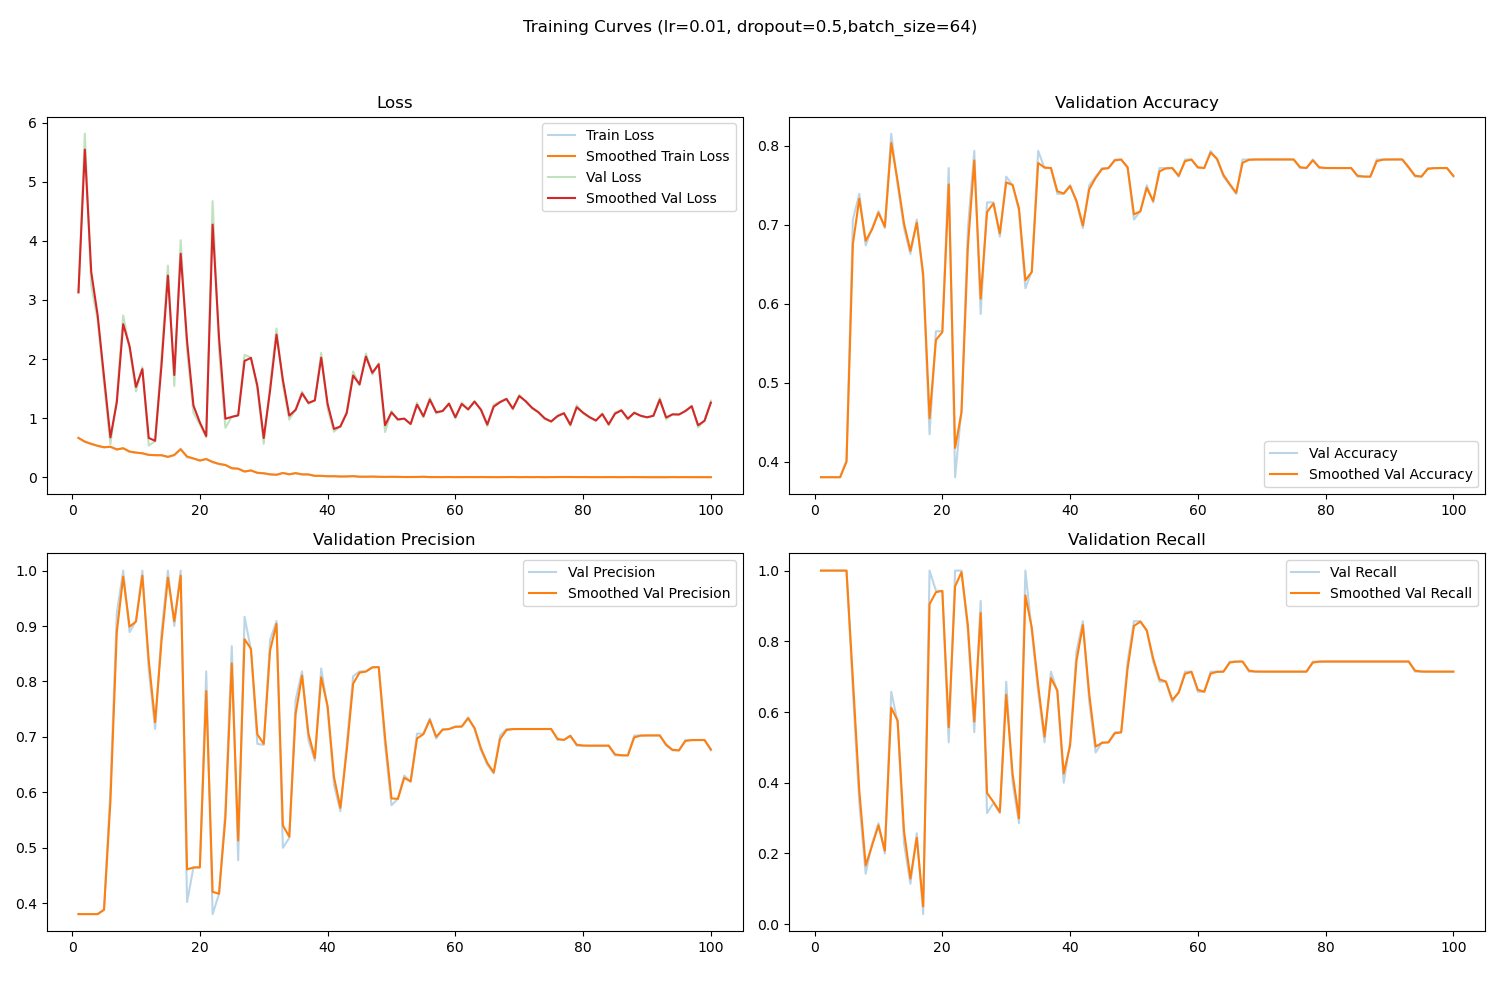 Training Curves (lr=0.01, dropout=0.5,batch_size=64)
Loss
6
5
4
3
2
1
0
0 20 40 60 80 100
Train Loss
Smoothed Train Loss
Val Loss
Smoothed Val Loss
Validation Accuracy
0.8
0.7
0.6
0.5
0.4
0 20 40 60 80 100
Val Accuracy
Smoothed Val Accuracy
Validation Precision
1.0
0.9
0.8
0.7
0.6
0.5
0.4
0 20 40 60 80 100
Val Precision
Smoothed Val Precision
Validation Recall
1.0
0.8
0.6
0.4
0.2
0.0
0 20 40 60 80 100
Val Recall
Smoothed Val Recall